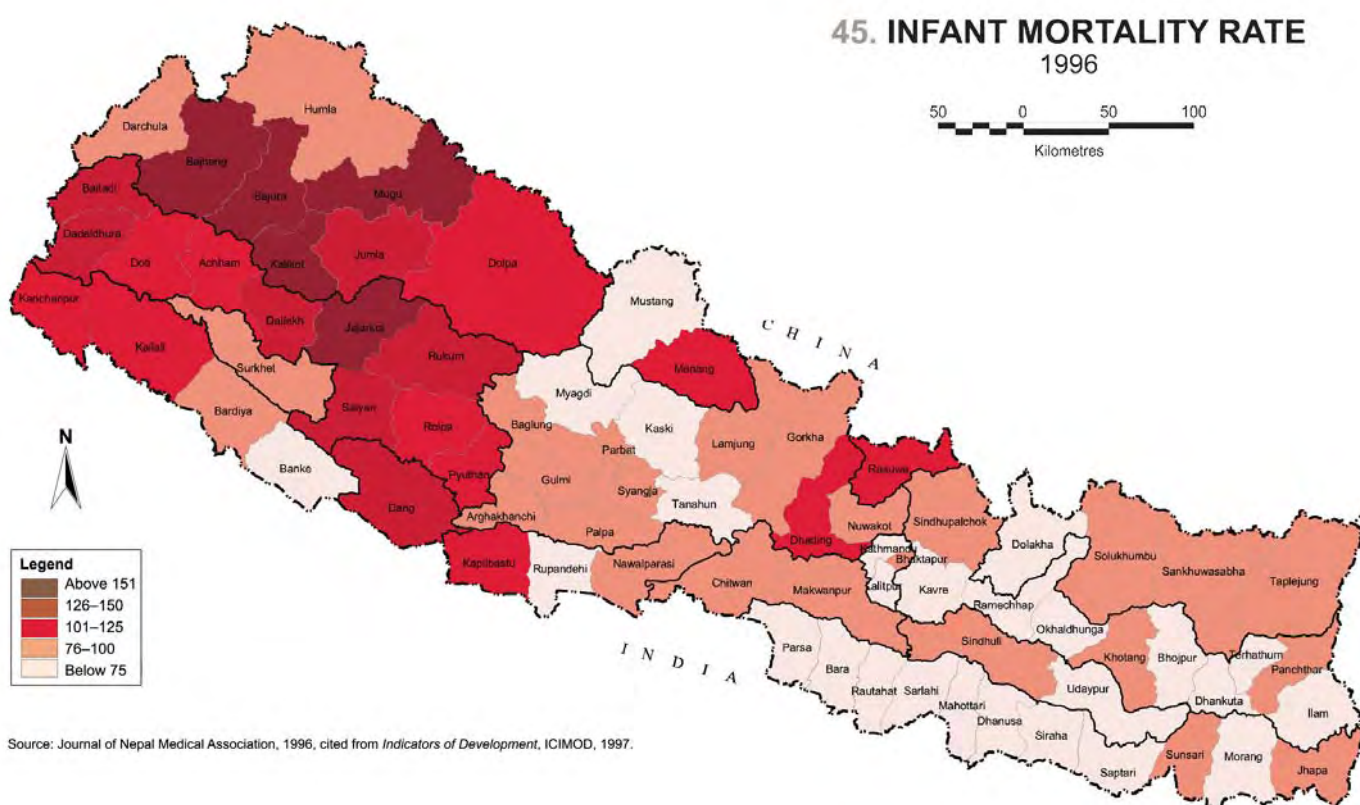 45. INFANT MORTALITY RATE
1996
50 0 50 100
Kilometres
Humla
Darchula
Bajhang
Bajura
Mugu
Baitadi
Dadeldhura
Doti
Achham
Kalikot
Jumla
Dolpa
Kanchanpur
Kailali
Dailekh
Jajarkot
Rukum
Surkhet
Bardiya
Banke
Salyan
Rolpa
Pyuthan
Dang
Mustang
Manang
Myagdi
Kaski
Baglung
Parbat
Lamjung
Gorkha
Gulmi
Syangja
Tanahun
Arghakhanchi
Palpa
Kapilbastu
Rupandehi
Nawalparasi
CHINA
Rasuwa
Nuwakot
Sindhupalchok
Dhading
Kathmandu
Bhaktapur
Lalitpur
Kavre
Dolakha
Chitwan
Makwanpur
Ramechhap
Okhaldhunga
Solukhumbu
Sankhuwasabha
Taplejung
Sindhuli
Khotang
Bhojpur
Terhathum
Panchthar
Udaypur
Dhankuta
Ilam
INDIA
Parsa
Bara
Rautahat
Sarlahi
Mahottari
Dhanusa
Siraha
Saptari
Sunsari
Morang
Jhapa
N
Legend
Above 151
126–150
101–125
76–100
Below 75
Source: Journal of Nepal Medical Association, 1996, cited from Indicators of Development, ICIMOD, 1997.